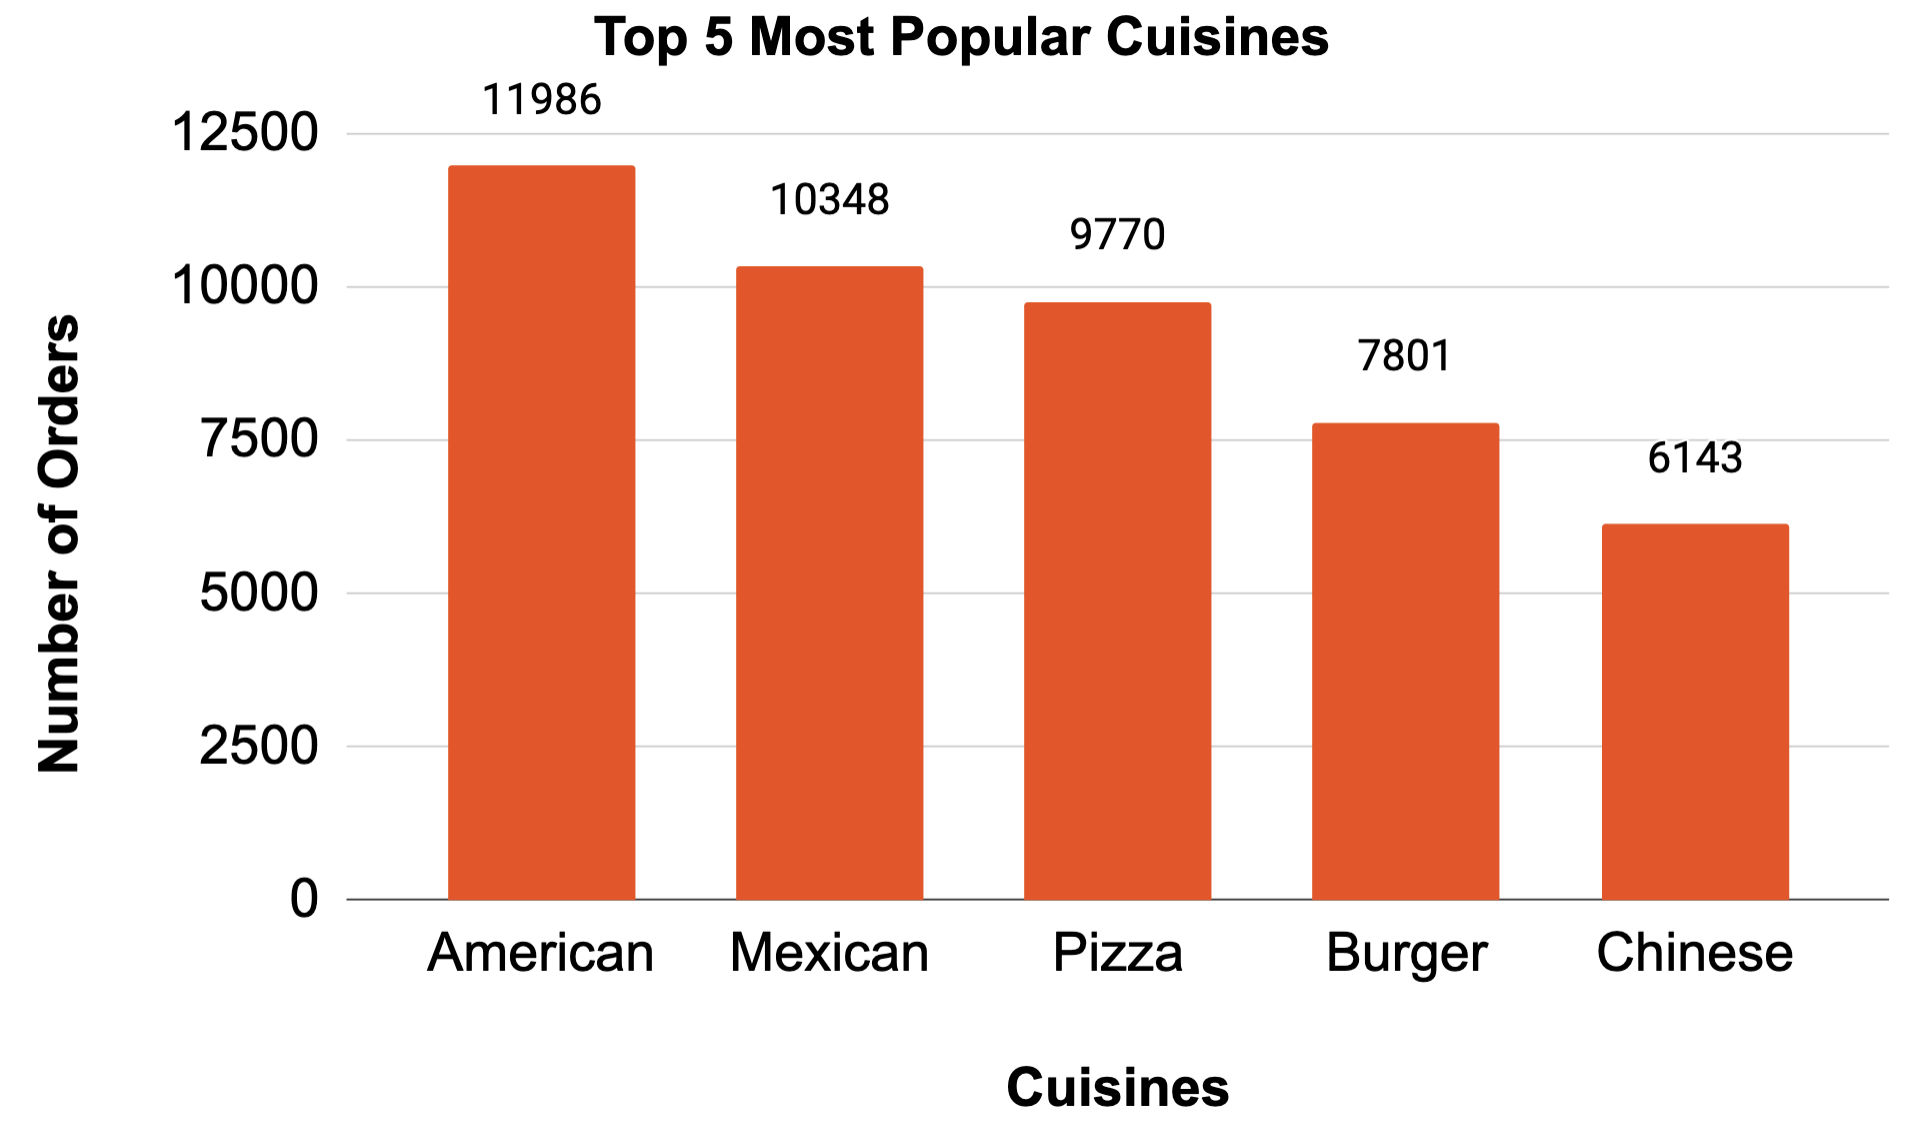 Top 5 Most Popular Cuisines
11986
12500
10348
9770
10000
7801
7500
6143
5000
2500
0
Number of Orders
American
Mexican
Pizza
Burger
Chinese
Cuisines